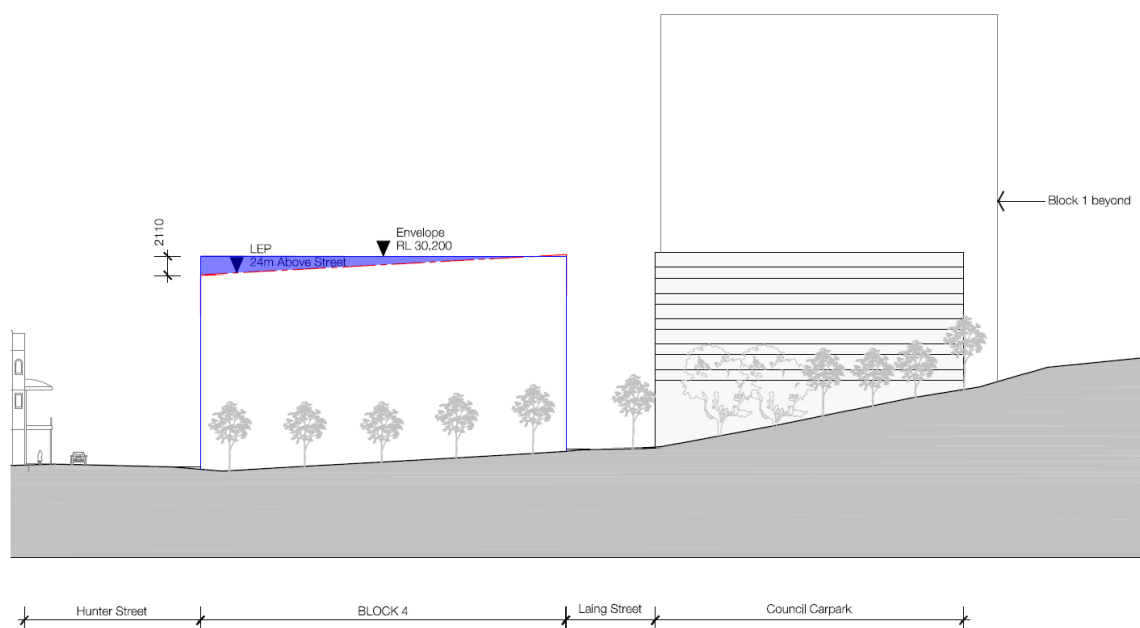 Block 1 beyond
2110
Envelope
RL 30,200
LEP
24m Above Street
Hunter Street
BLOCK 4
Laing Street
Council Carpark